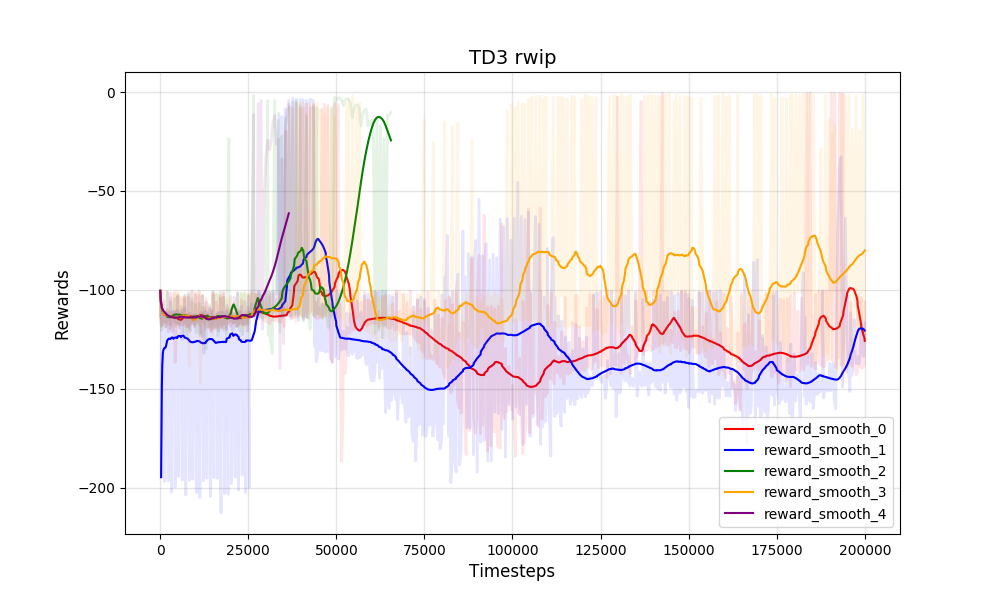 TD3 rwip
Rewards
0
−50
−100
−150
−200
0 25000 50000 75000 100000 125000 150000 175000 200000
Timesteps
reward_smooth_0
reward_smooth_1
reward_smooth_2
reward_smooth_3
reward_smooth_4